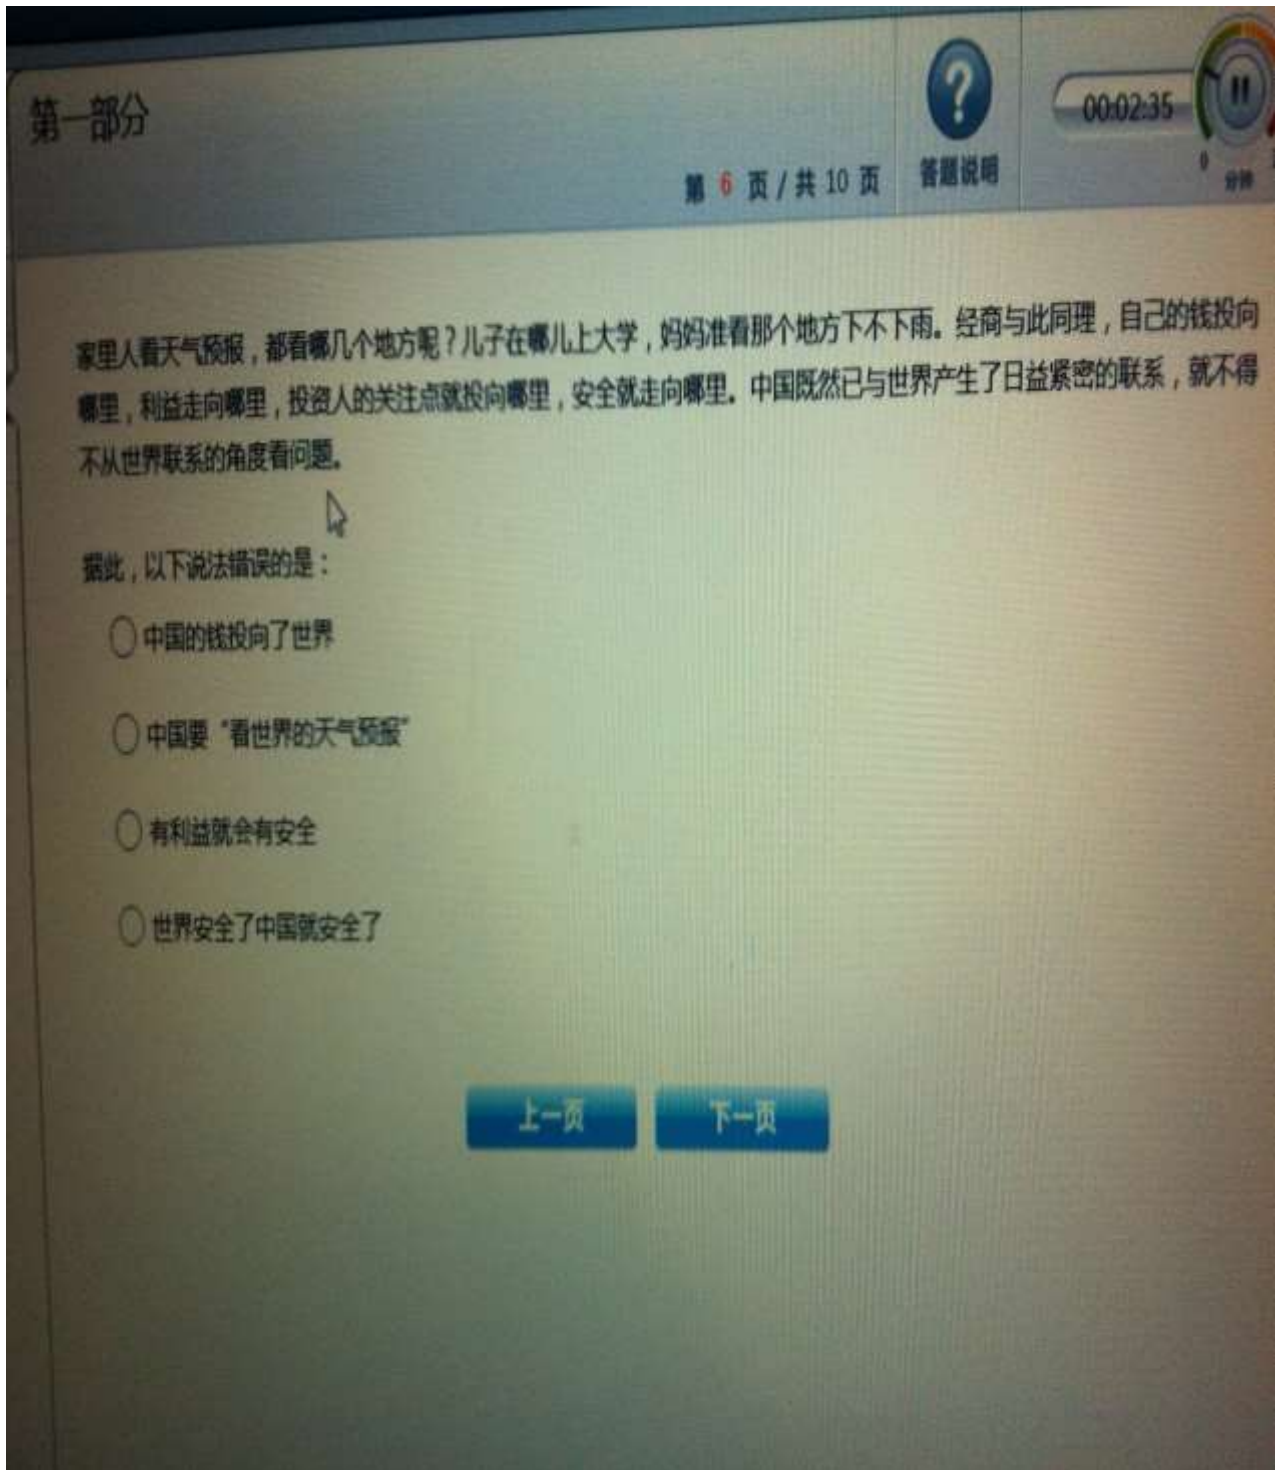 第一部分
00:02:35
第 6 页 / 共 10 页
答题说明
0
分钟
家里人看天气预报，都看哪几个地方呢？儿子在哪儿上大学，妈妈准看那个地方下不下雨。经商与此同理，自己的钱投向
哪里，利益走向哪里，投资人的关注点就投向哪里，安全就走向哪里。中国既然已与世界产生了日益紧密的联系，就不得
不从世界联系的角度看问题。
据此，以下说法错误的是：
中国的钱投向了世界
中国要“看世界的天气预报”
有利益就会有安全
世界安全了中国就安全了
上一页
下一页